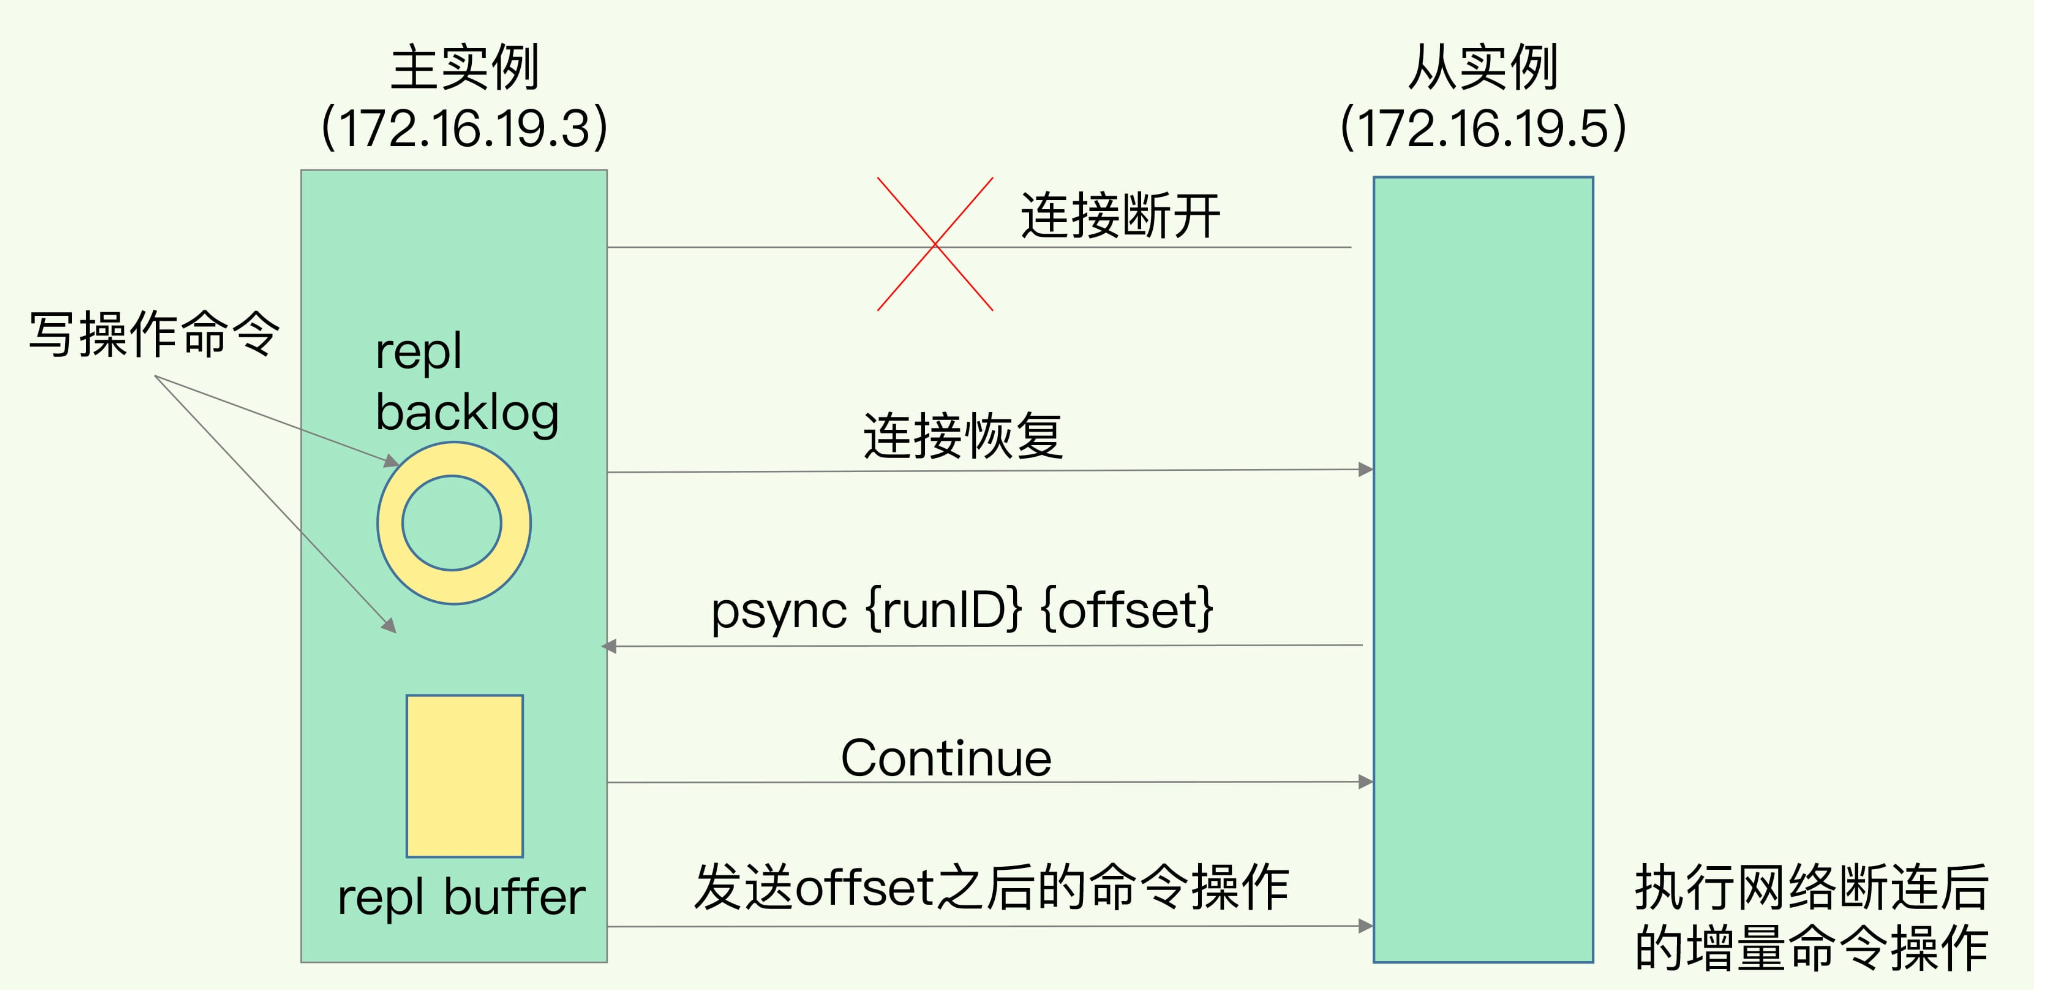 主实例
(172.16.19.3)
从实例
(172.16.19.5)
连接断开
写操作命令
repl
backlog
连接恢复
psync {runID} {offset}
Continue
repl buffer
发送offset之后的命令操作
执行网络断连后
的增量命令操作